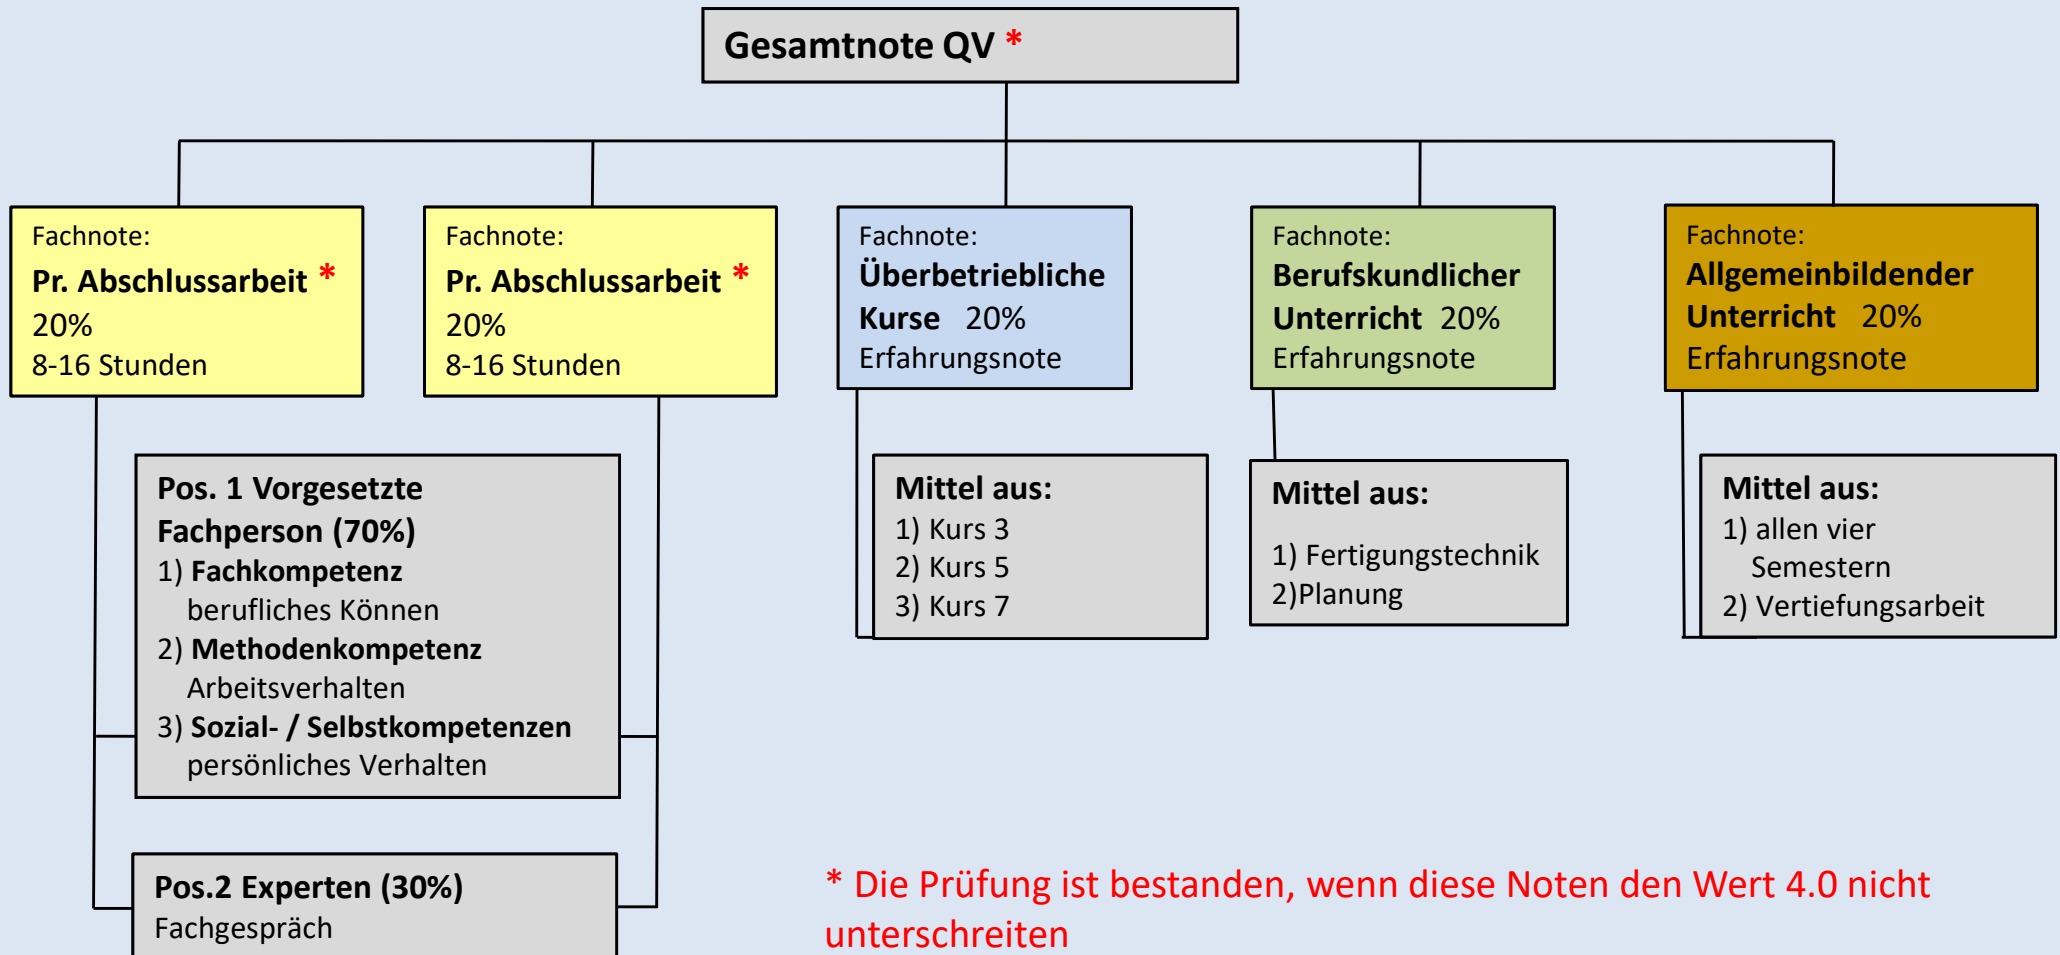 Gesamtnote QV *
Fachnote:
Pr. Abschlussarbeit *
20%
8-16 Stunden
Fachnote:
Pr. Abschlussarbeit *
20%
8-16 Stunden
Fachnote:
Überbetriebliche
Kurse 20%
Erfahrungsnote
Fachnote:
Berufskundlicher
Unterricht 20%
Erfahrungsnote
Fachnote:
Allgemeinbildender
Unterricht 20%
Erfahrungsnote
Pos. 1 Vorgesetzte
Fachperson (70%)
1) Fachkompetenz
berufliches Können
2) Methodenkompetenz
Arbeitsverhalten
3) Sozial- / Selbstkompetenzen
persönliches Verhalten
Mittel aus:
1) Kurs 3
2) Kurs 5
3) Kurs 7
Mittel aus:
1) Fertigungstechnik
2)Planung
Mittel aus:
1) allen vier
Semestern
2) Vertiefungsarbeit
Pos.2 Experten (30%)
Fachgespräch
* Die Prüfung ist bestanden, wenn diese Noten den Wert 4.0 nicht
unterschreiten